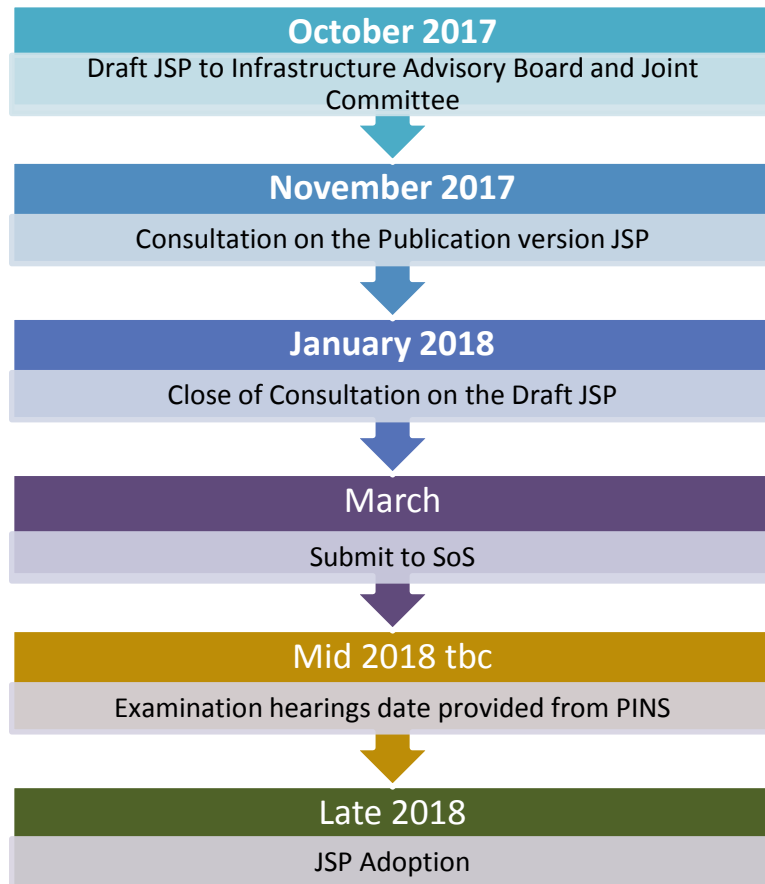 October 2017
Draft JSP to Infrastructure Advisory Board and Joint
Committee
November 2017
Consultation on the Publication version JSP
January 2018
Close of Consultation on the Draft JSP
March
Submit to SoS
Mid 2018 tbc
Examination hearings date provided from PINS
Late 2018
JSP Adoption